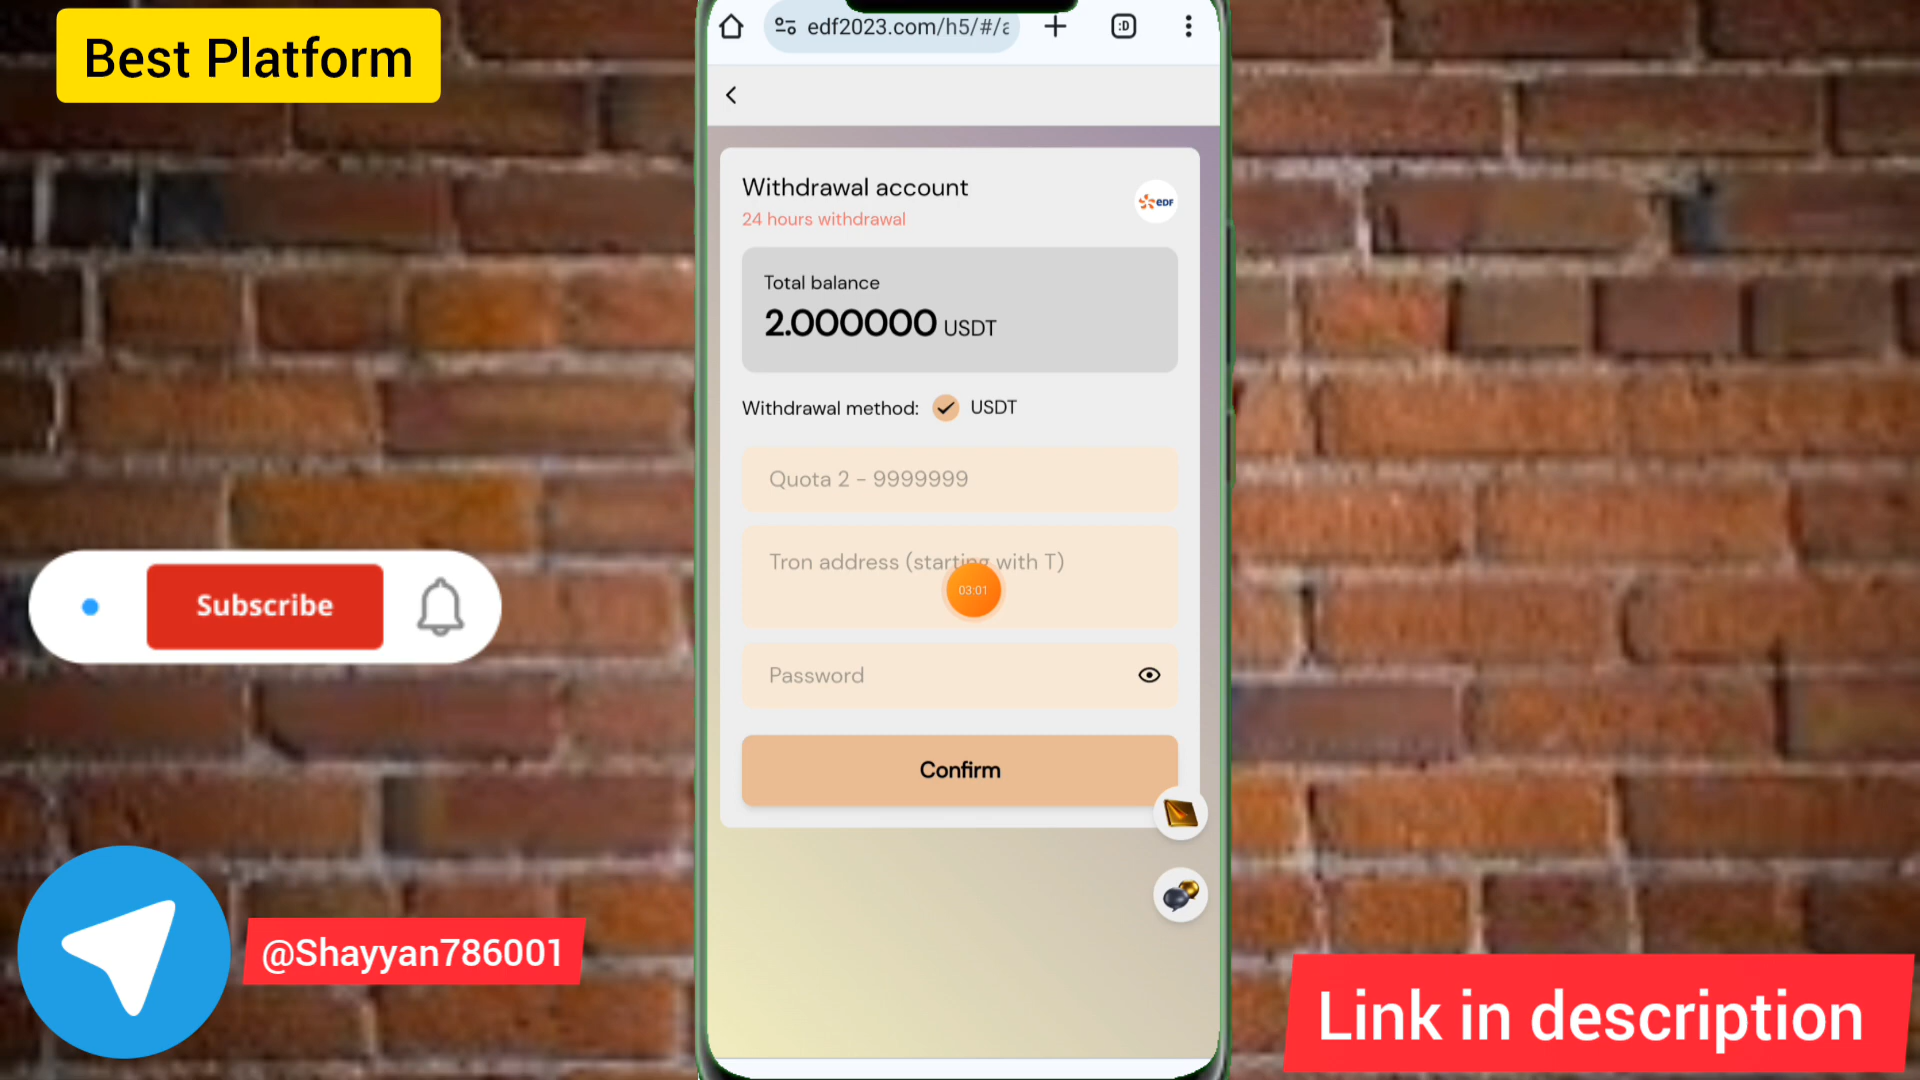 Best Platform
edf2023.com/h5/#/a
Withdrawal account
24 hours withdrawal
eDF
Total balance
2.000000 USDT
Withdrawal method: USDT
Quota 2 - 9999999
Tron address (starting with T)
03:01
Password
Confirm
Subscribe
@Shayyan786001
Link in description